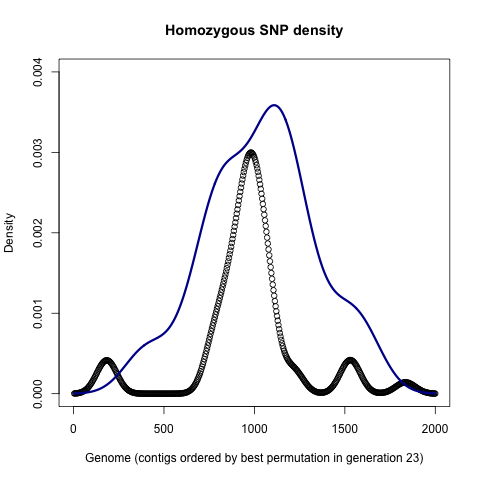 Homozygous SNP density
Density
0.004
0.003
0.002
0.001
0.000
0 500 1000 1500 2000
Genome (contigs ordered by best permutation in generation 23)